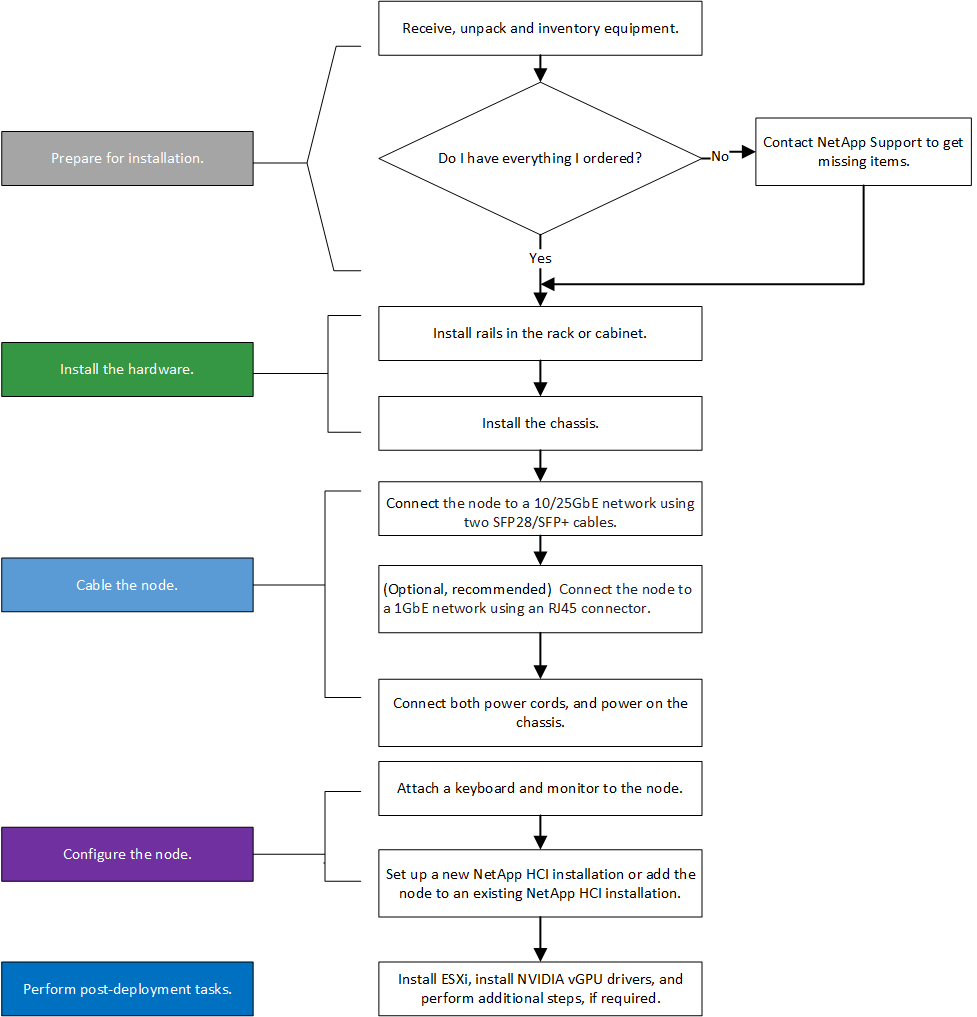 Receive, unpack and inventory equipment.
Prepare for installation.
Do I have everything I ordered?
No
Contact NetApp Support to get
missing items.
Yes
Install rails in the rack or cabinet.
Install the hardware.
Install the chassis.
Connect the node to a 10/25GbE network using
two SFP28/SFP+ cables.
Cable the node.
(Optional, recommended)  Connect the node to
a 1GbE network using an RJ45 connector.
Connect both power cords, and power on the
chassis.
Attach a keyboard and monitor to the node.
Configure the node.
Set up a new NetApp HCI installation or add the
node to an existing NetApp HCI installation.
Perform post-deployment tasks.
Install ESXi, install NVIDIA vGPU drivers, and
perform additional steps, if required.